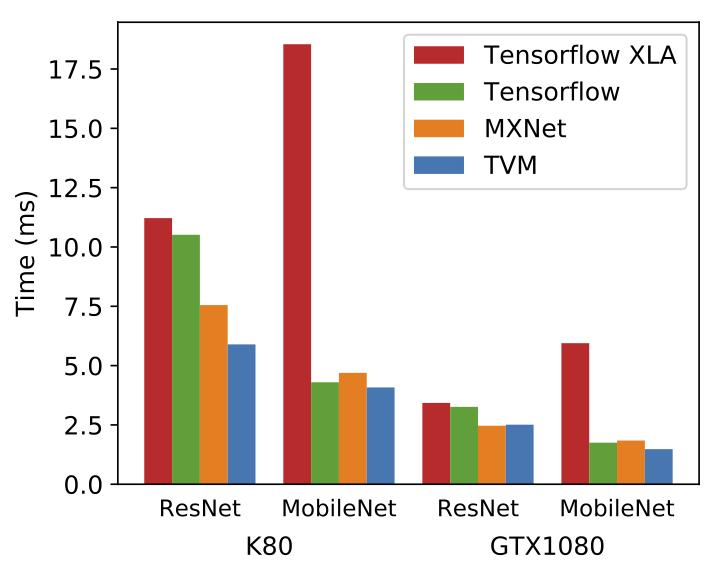 Time (ms)
17.5
15.0
12.5
10.0
7.5
5.0
2.5
0.0
Tensorflow XLA
Tensorflow
MXNet
TVM
ResNet MobileNet ResNet MobileNet
K80 GTX1080